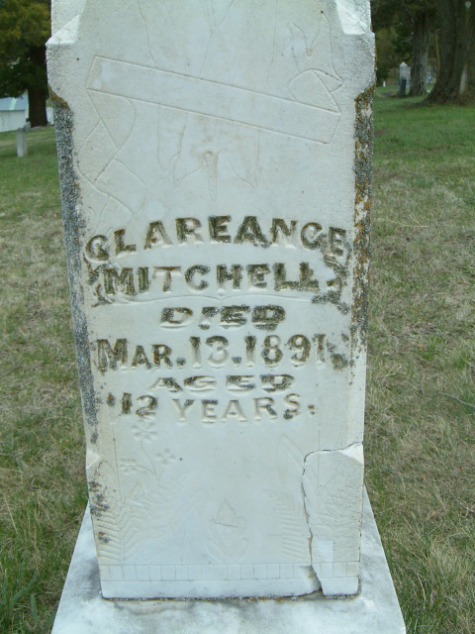 CLAREANCE
MITCHELL
DIED
MAR. 13. 1891
AGED
12 YEARS.